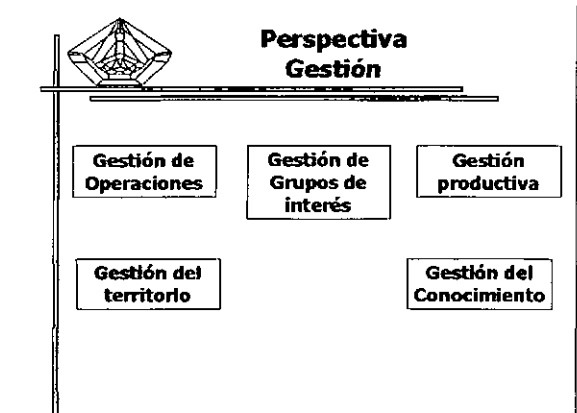 Perspectiva
Gestión
Gestión de
Operaciones
Gestión de
Grupos de
interés
Gestión
productiva
Gestión del
territorio
Gestión del
Conocimiento